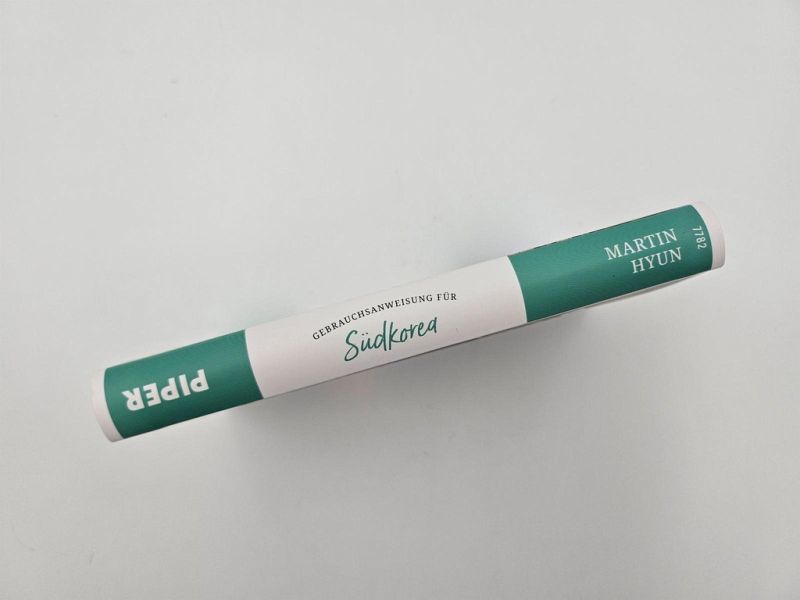 PIPER
GEBRAUCHSANWEISUNG FÜR
Südkorea
MARTIN
HYUN
7782